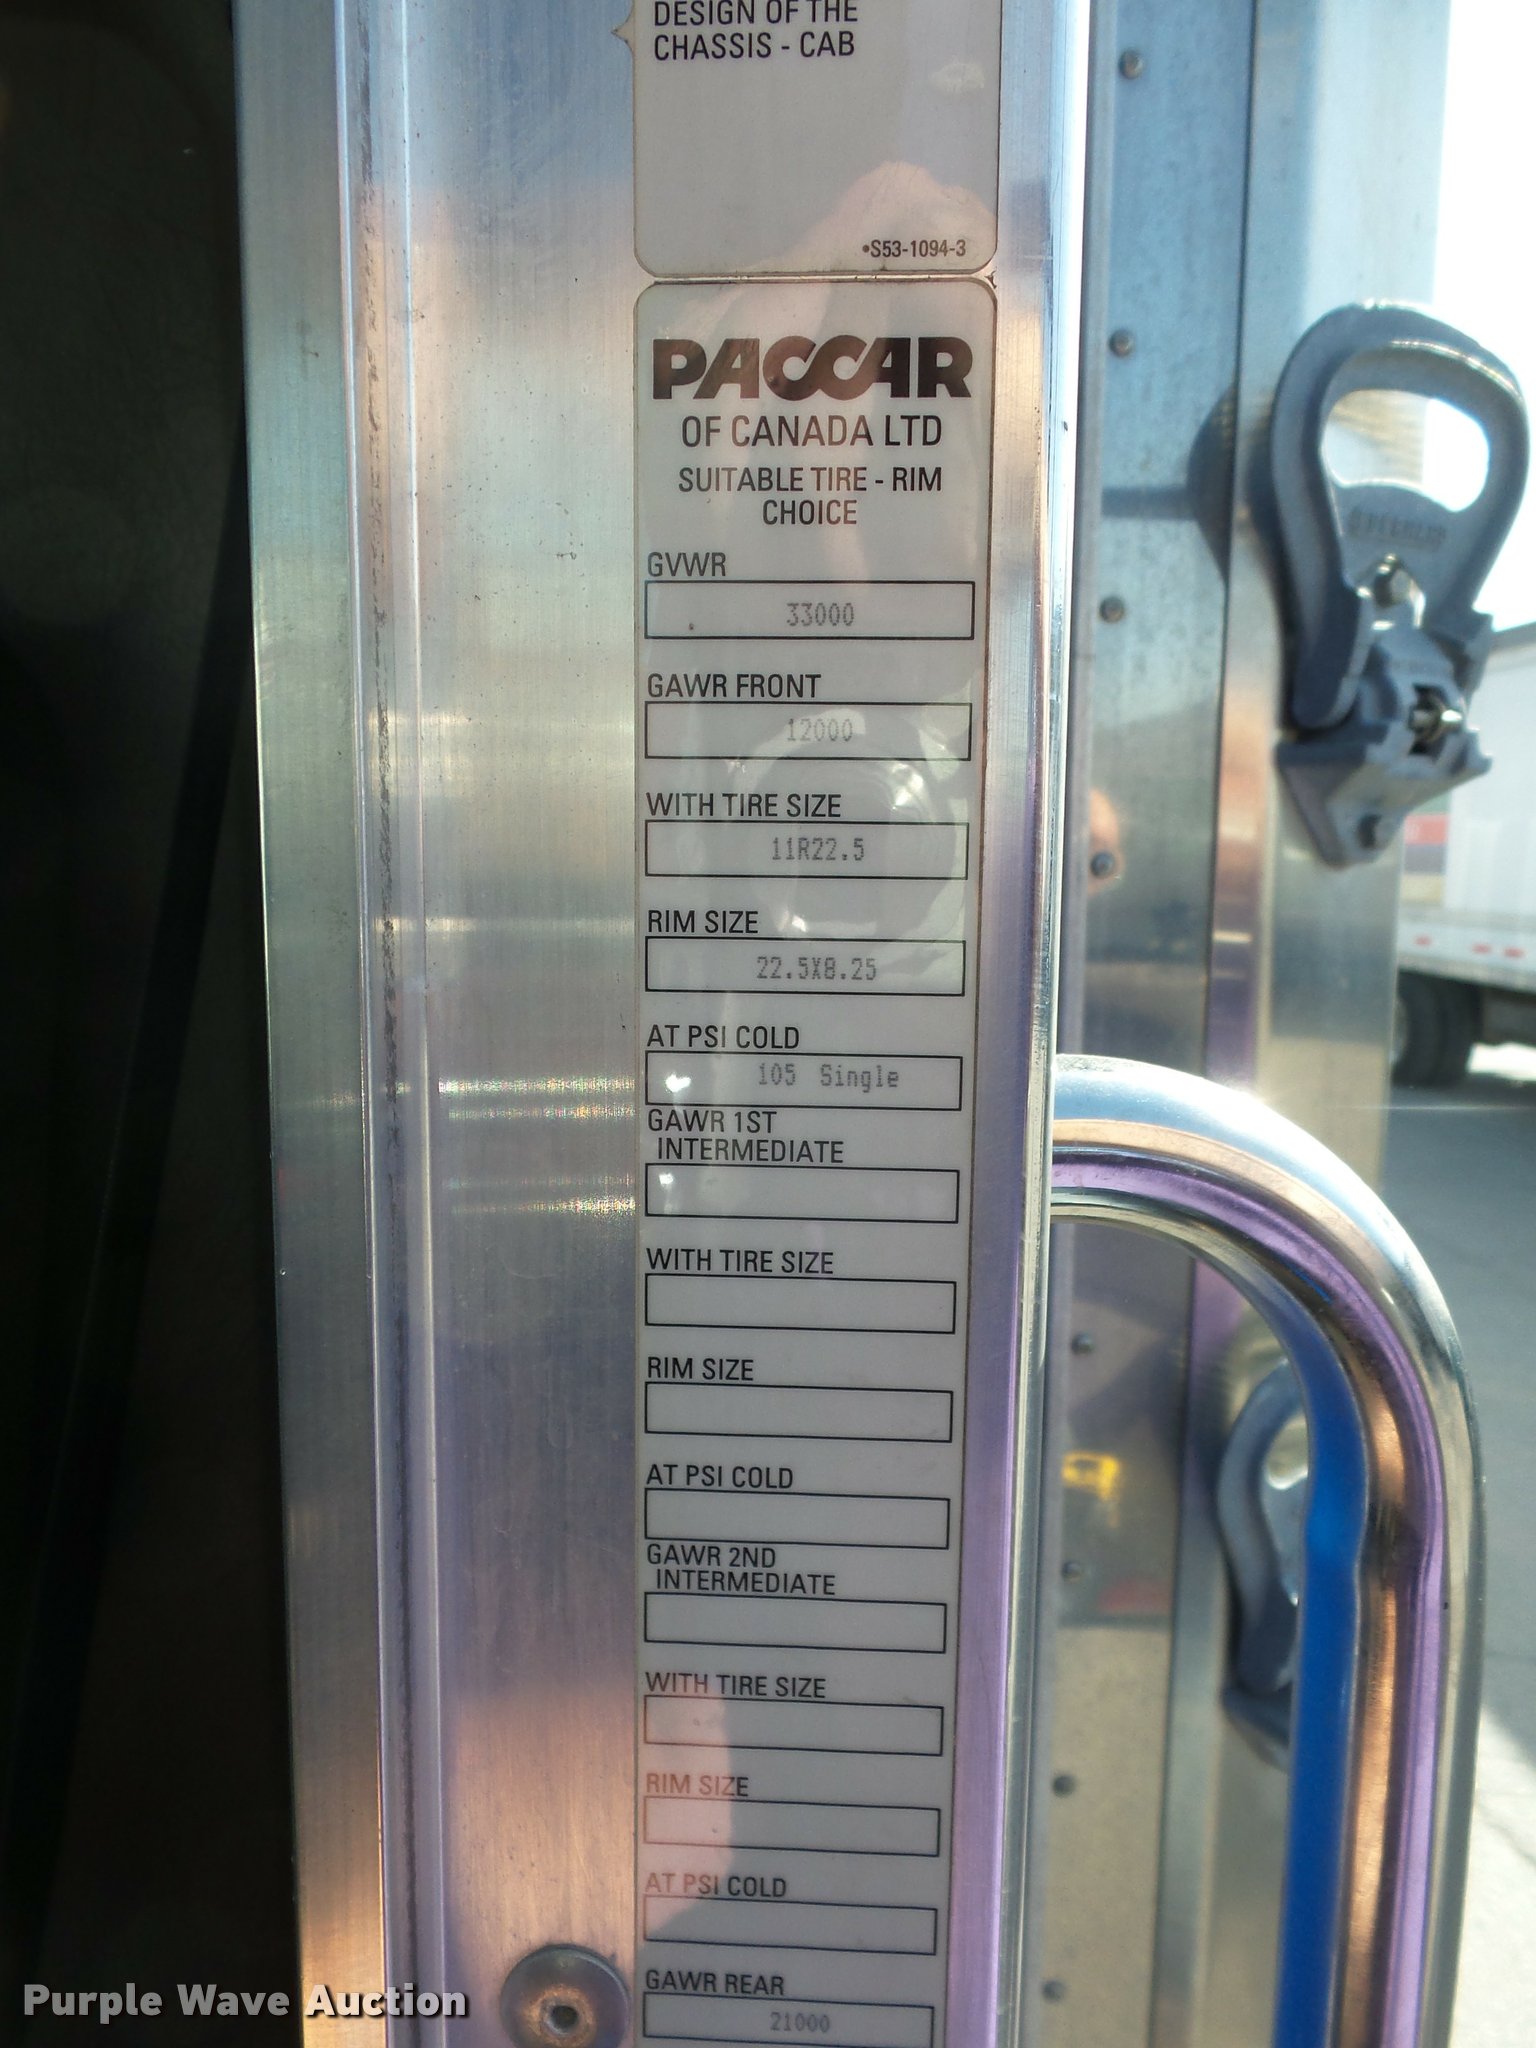 DESIGN OF THE
CHASSIS - CAB
•S53-1094-3
PACCAR
OF CANADA LTD
SUITABLE TIRE - RIM
CHOICE
GVWR
33000
GAWR FRONT
12000
WITH TIRE SIZE
11R22.5
RIM SIZE
22.5X8.25
AT PSI COLD
105 Single
GAWR 1ST
INTERMEDIATE
WITH TIRE SIZE
RIM SIZE
AT PSI COLD
GAWR 2ND
INTERMEDIATE
WITH TIRE SIZE
RIM SIZE
AT PSI COLD
GAWR REAR
21000
Purple Wave Auction